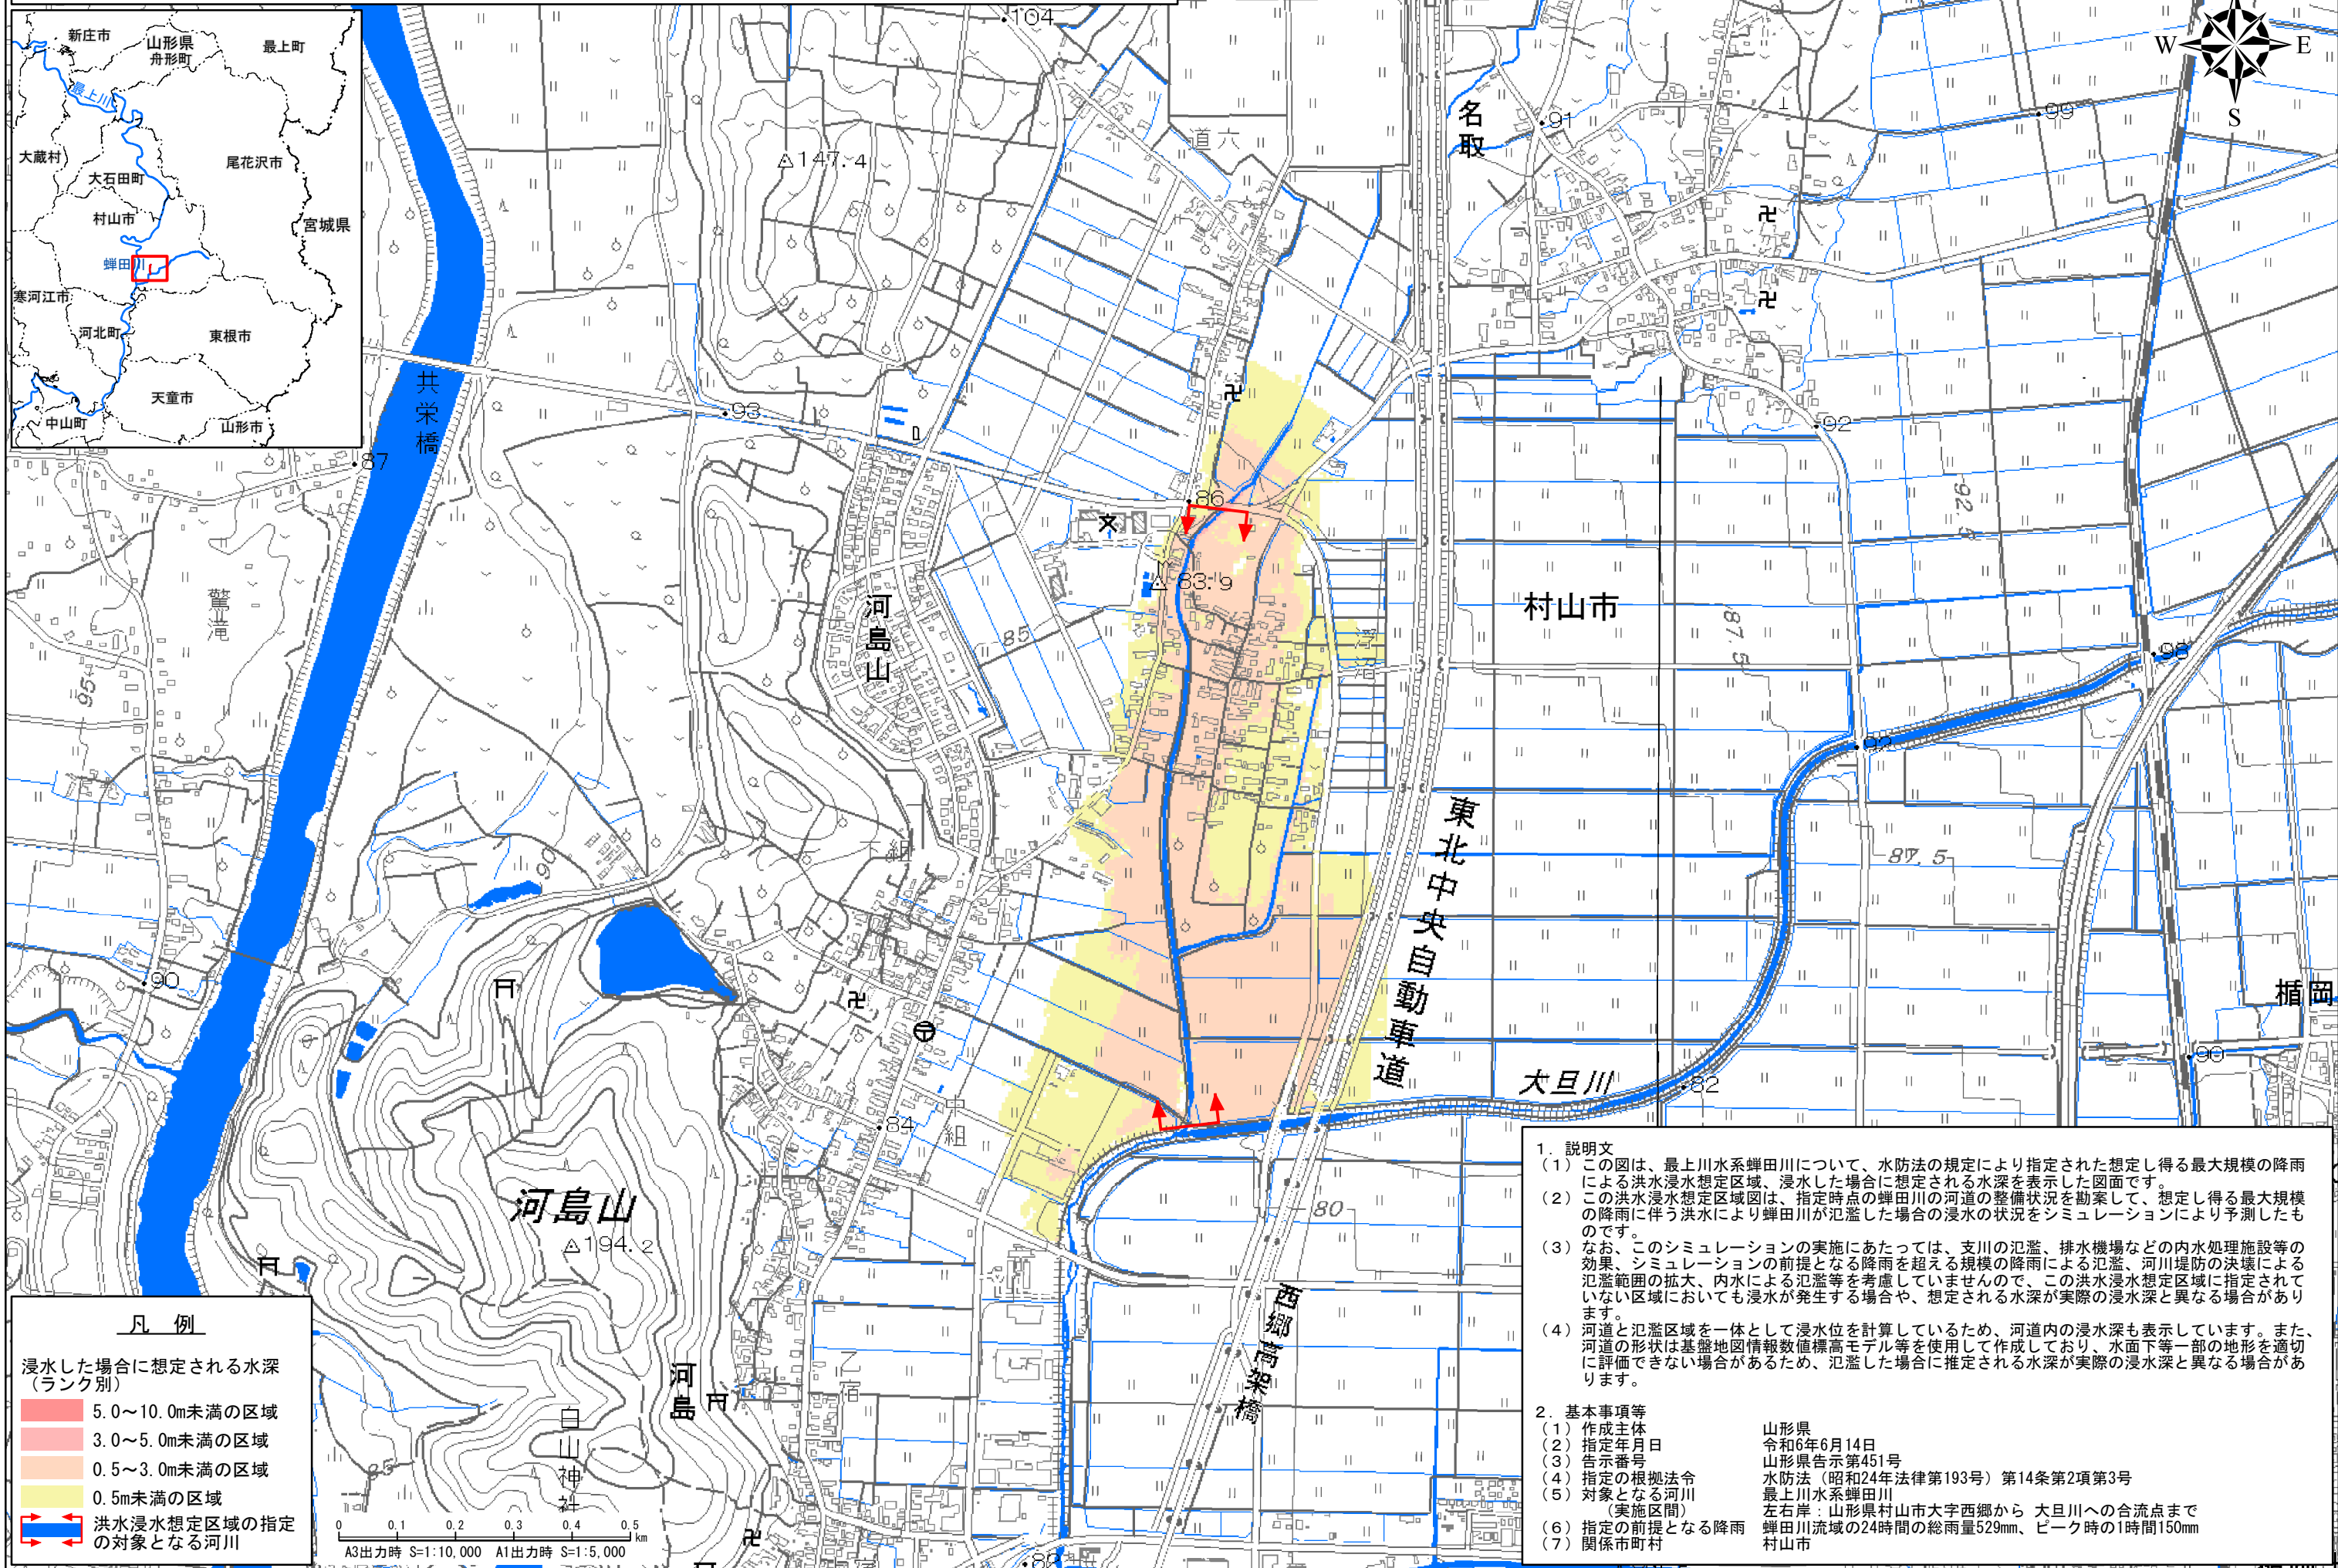 新庄市
山形県
舟形町
最上町
最上川
大蔵村
大石田町
尾花沢市
村山市
宮城県
蝉田川
寒河江市
河北町
東根市
天童市
中山町
山形市
W
E
S
104
147.4
六道
名取
91
99
共栄橋
93
87
92
86
92.5
83.9
村山市
河島山
鶯滝
85
浮沼
87.5
98
95
92
東北中央自動車道
87.5
下組
90
90
楯岡
90
大旦川
82
中組
84
河島山
194.2
80
西郷高架橋
河島
乙宿
白山神社
凡 例
浸水した場合に想定される水深
(ランク別)
5.0~10.0m未満の区域
3.0~5.0m未満の区域
0.5~3.0m未満の区域
0.5m未満の区域
洪水浸水想定区域の指定
の対象となる河川
0 0.1 0.2 0.3 0.4 0.5 km
A3出力時 S=1:10,000 A1出力時 S=1:5,000
1.説明文
(1)この図は、最上川水系蝉田川について、水防法の規定により指定された想定し得る最大規模の降雨
による洪水浸水想定区域、浸水した場合に想定される水深を表示した図面です。
(2)この洪水浸水想定区域図は、指定時点の蝉田川の河道の整備状況を勘案して、想定し得る最大規模
の降雨に伴う洪水により蝉田川が氾濫した場合の浸水の状況をシミュレーションにより予測したも
のです。
(3)なお、このシミュレーションの実施にあたっては、支川の氾濫、排水機場などの内水処理施設等の
効果、シミュレーションの前提となる降雨を超える規模の降雨による氾濫、河川堤防の決壊による
氾濫範囲の拡大、内水による氾濫等を考慮していませんので、この洪水浸水想定区域に指定されて
いない区域においても浸水が発生する場合や、想定される水深が実際の浸水深と異なる場合があり
ます。
(4)河道と氾濫区域を一体として浸水位を計算しているため、河道内の浸水深も表示しています。また、
河道の形状は基盤地図情報数値標高モデル等を使用して作成しており、水面下等一部の地形を適切
に評価できない場合があるため、氾濫した場合に推定される水深が実際の浸水深と異なる場合があ
ります。
2.基本事項等
(1)作成主体 山形県
(2)指定年月日 令和6年6月14日
(3)告示番号 山形県告示第451号
(4)指定の根拠法令 水防法(昭和24年法律第193号)第14条第2項第3号
(5)対象となる河川 最上川水系蝉田川
(実施区間) 左右岸:山形県村山市大字西郷から 大旦川への合流点まで
(6)指定の前提となる降雨 蝉田川流域の24時間の総雨量529mm、ピーク時の1時間150mm
(7)関係市町村 村山市